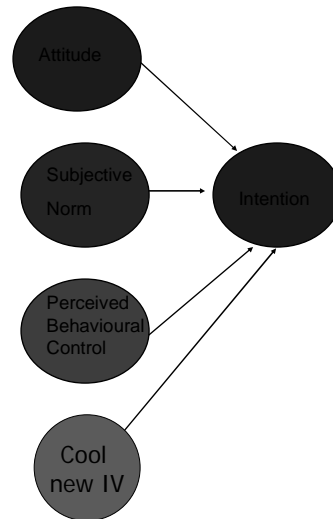 Attitude
Subjective
Norm
Intention
Perceived
Behavioural
Control
Cool
new IV